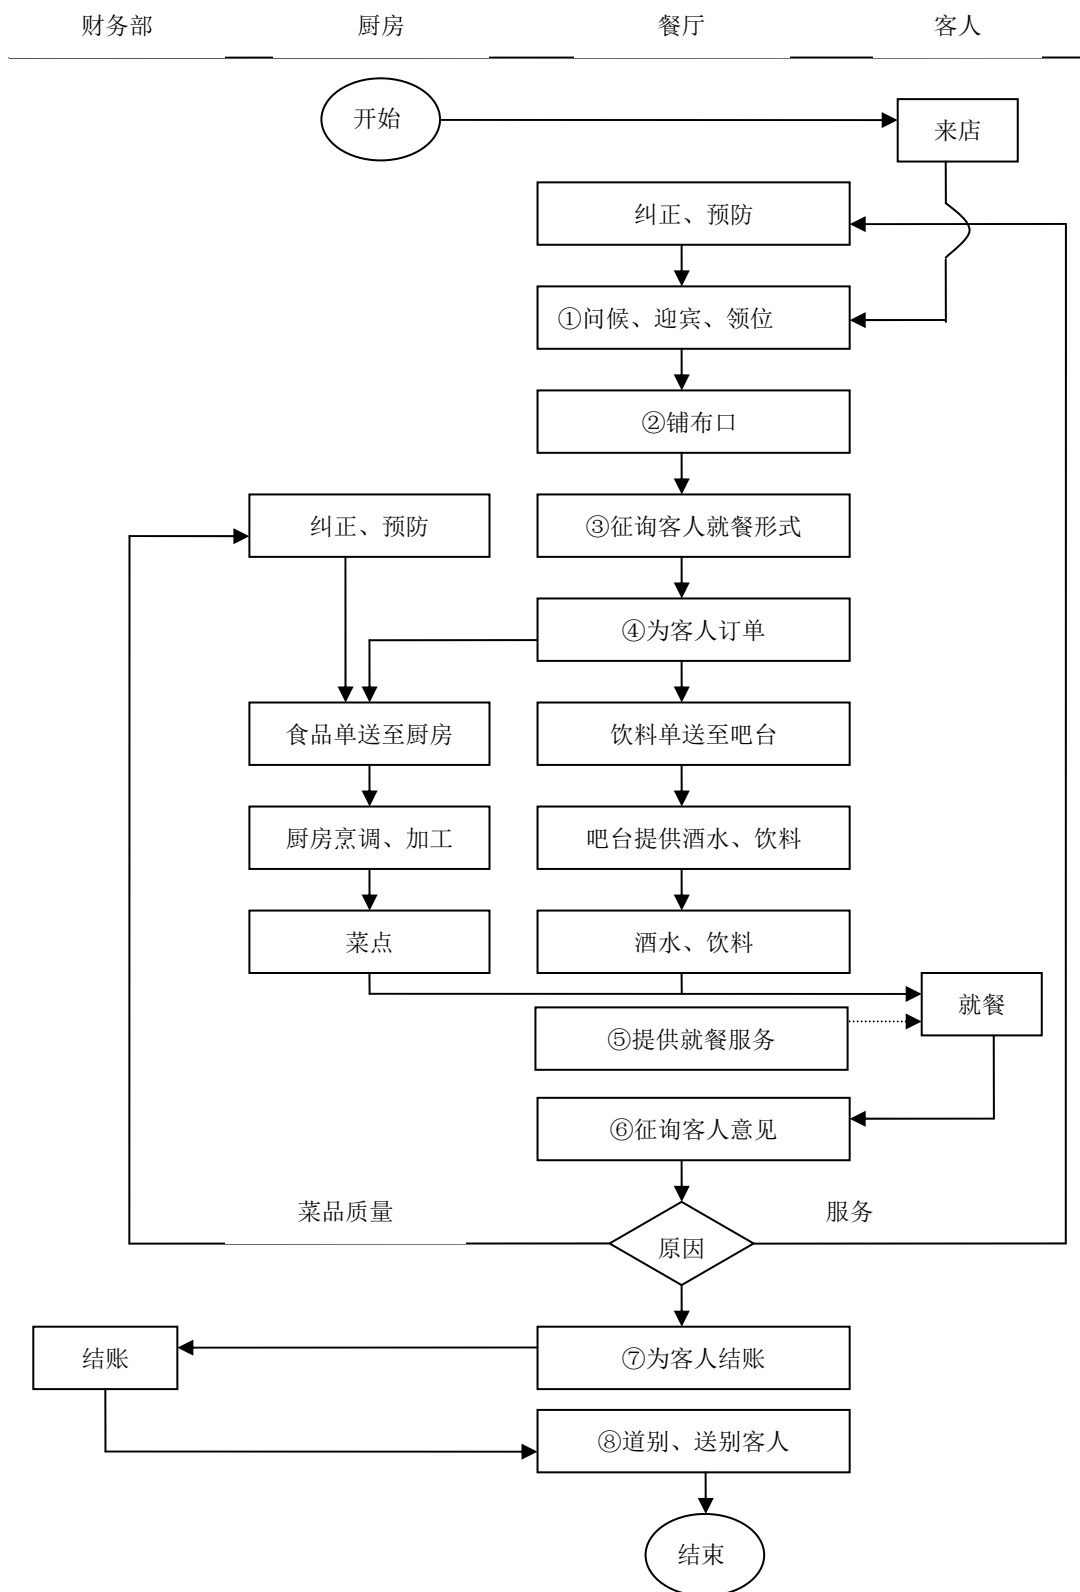 财务部 厨房 餐厅 客人
开始
来店
纠正、预防
①问候、迎宾、领位
②铺布口
纠正、预防 ③征询客人就餐形式
④为客人订单
食品单送至厨房 饮料单送至吧台
厨房烹调、加工 吧台提供酒水、饮料
菜点 酒水、饮料
就餐
⑤提供就餐服务
⑥征询客人意见
菜品质量 服务
原因
结账 ⑦为客人结账
⑧道别、送别客人
结束